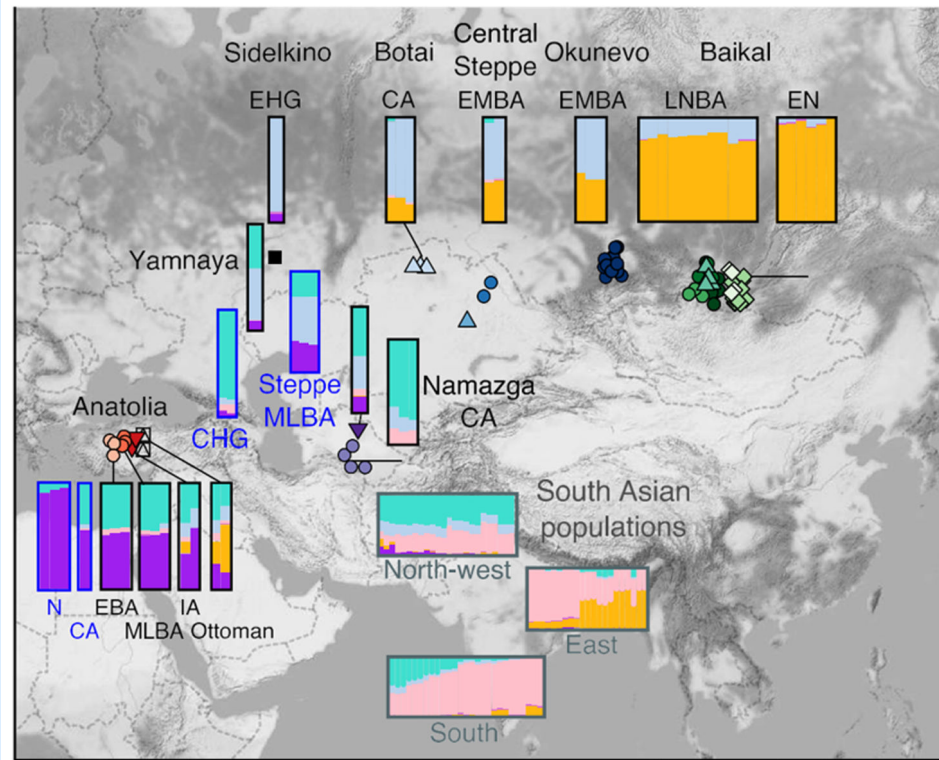 Sidelkino
Botai
Central
Steppe
Okunevo
Baikal
EHG
CA
EMBA
EMBA
LNBA
EN
Yamnaya
Steppe
MLBA
Namazga
CA
Anatolia
CHG
South Asian
populations
North-west
N
EBA
IA
CA
MLBA
Ottoman
East
South